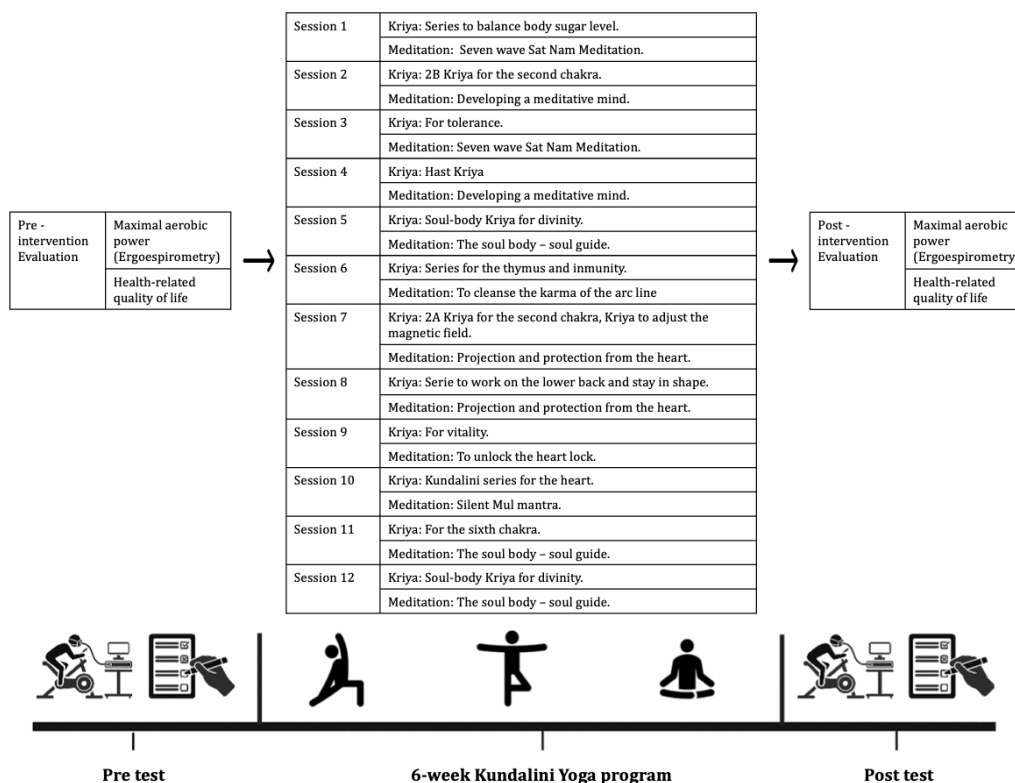 Pre -
intervention
Evaluation
Maximal aerobic
power
(Ergoespirometry)
Health-related
quality of life
Session 1
Kriya: Series to balance body sugar level.
Meditation:  Seven wave Sat Nam Meditation.
Session 2
Kriya: 2B Kriya for the second chakra.
Meditation: Developing a meditative mind.
Session 3
Kriya: For tolerance.
Meditation: Seven wave Sat Nam Meditation.
Session 4
Kriya: Hast Kriya
Meditation: Developing a meditative mind.
Session 5
Kriya: Soul-body Kriya for divinity.
Meditation: The soul body – soul guide.
Session 6
Kriya: Series for the thymus and inmunity.
Meditation: To cleanse the karma of the arc line
Session 7
Kriya: 2A Kriya for the second chakra, Kriya to adjust the
magnetic field.
Meditation: Projection and protection from the heart.
Session 8
Kriya: Serie to work on the lower back and stay in shape.
Meditation: Projection and protection from the heart.
Session 9
Kriya: For vitality.
Meditation: To unlock the heart lock.
Session 10
Kriya: Kundalini series for the heart.
Meditation: Silent Mul mantra.
Session 11
Kriya: For the sixth chakra.
Meditation: The soul body – soul guide.
Session 12
Kriya: Soul-body Kriya for divinity.
Meditation: The soul body – soul guide.
Post -
intervention
Evaluation
Maximal aerobic
power
(Ergoespirometry)
Health-related
quality of life
Pre test
6-week Kundalini Yoga program
Post test